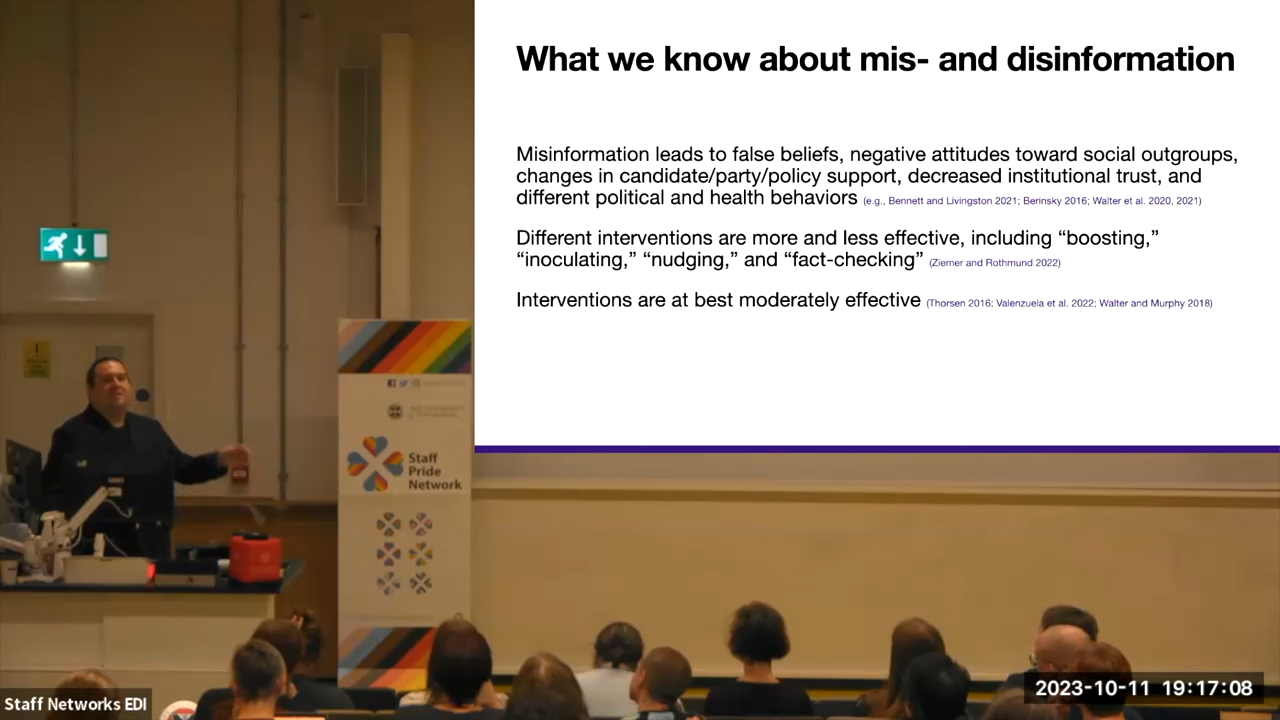 What we know about mis- and disinformation
Misinformation leads to false beliefs, negative attitudes toward social outgroups,
changes in candidate/party/policy support, decreased institutional trust, and
different political and health behaviors (e.g., Bennett and Livingston 2021; Berinsky 2016; Walter et al. 2020, 2021)
Different interventions are more and less effective, including “boosting,”
“inoculating,” “nudging,” and “fact-checking” (Ziemer and Rothmund 2022)
Interventions are at best moderately effective (Thorsen 2016; Valenzuela et al. 2022; Walter and Murphy 2018)
Staff
Pride
Network
Staff Networks EDI
2023-10-11 19:17:08